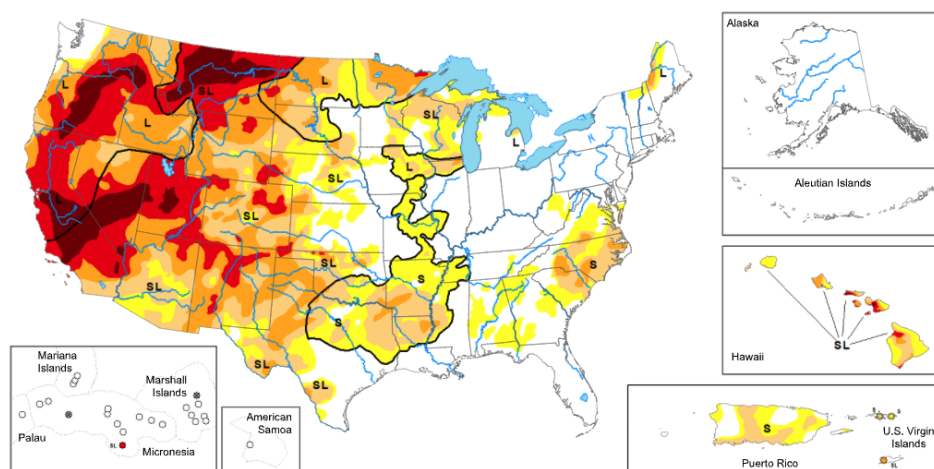 Alaska
Aleutian Islands
L
L
L
SL
L
SL
L
L
SL
L
SL
SL
S
SL
S
SL
S
SL
SL
Hawaii
Mariana
Islands
Marshall
Islands
Palau
SL
Micronesia
American
Samoa
S
Puerto Rico
S
S
U.S. Virgin
Islands
SL